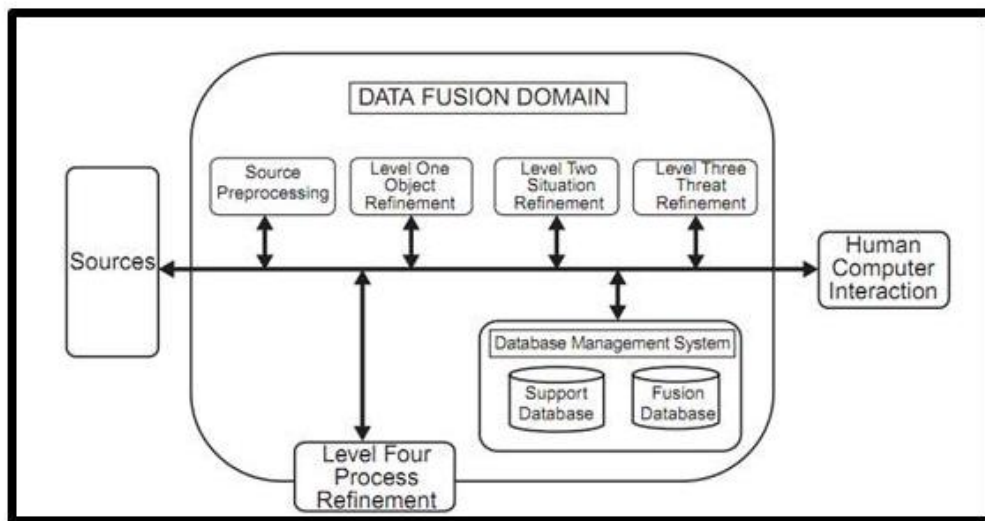 DATA FUSION DOMAIN
Source
Preprocessing
Level One
Object
Refinement
Level Two
Situation
Refinement
Level Three
Threat
Refinement
Sources
Human
Computer
Interaction
Database Management System
Support
Database
Fusion
Database
Level Four
Process
Refinement